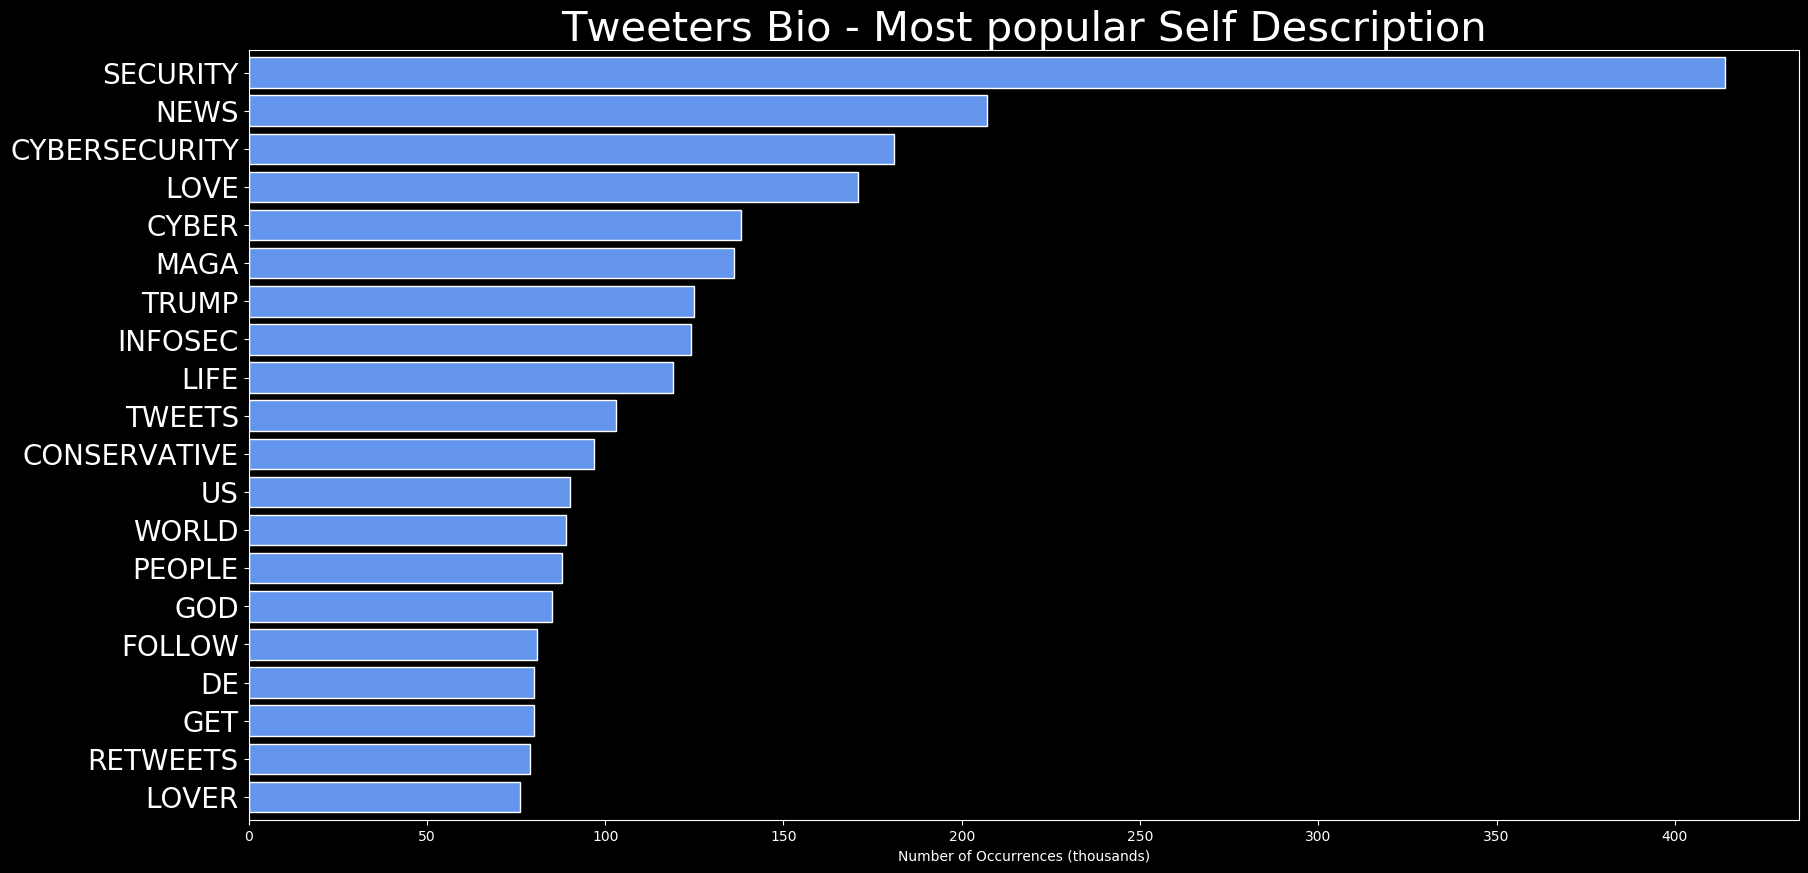 Tweeters Bio - Most popular Self Description
SECURITY
NEWS
CYBERSECURITY
LOVE
CYBER
MAGA
TRUMP
INFOSEC
LIFE
TWEETS
CONSERVATIVE
US
WORLD
PEOPLE
GOD
FOLLOW
DE
GET
RETWEETS
LOVER
0 50 100 150 200 250 300 350 400
Number of Occurrences (thousands)